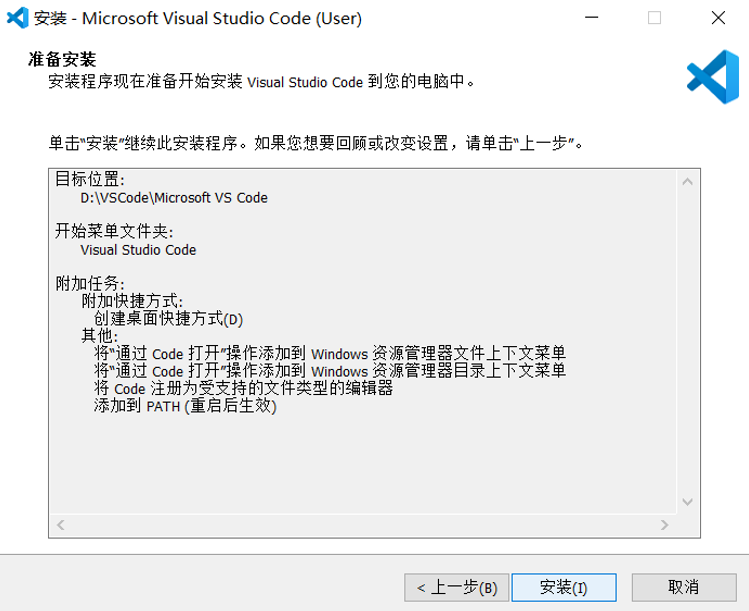 安装 - Microsoft Visual Studio Code (User)
准备安装
安装程序现在准备开始安装 Visual Studio Code 到您的电脑中。
单击“安装”继续此安装程序。如果您想要回顾或改变设置，请单击“上一步”。
目标位置:
D:\VSCode\Microsoft VS Code
开始菜单文件夹:
Visual Studio Code
附加任务:
附加快捷方式:
创建桌面快捷方式(D)
其他:
将“通过 Code 打开”操作添加到 Windows 资源管理器文件上下文菜单
将“通过 Code 打开”操作添加到 Windows 资源管理器目录上下文菜单
将 Code 注册为受支持的文件类型的编辑器
添加到 PATH (重启后生效)
< 上一步(B) 安装(I) 取消